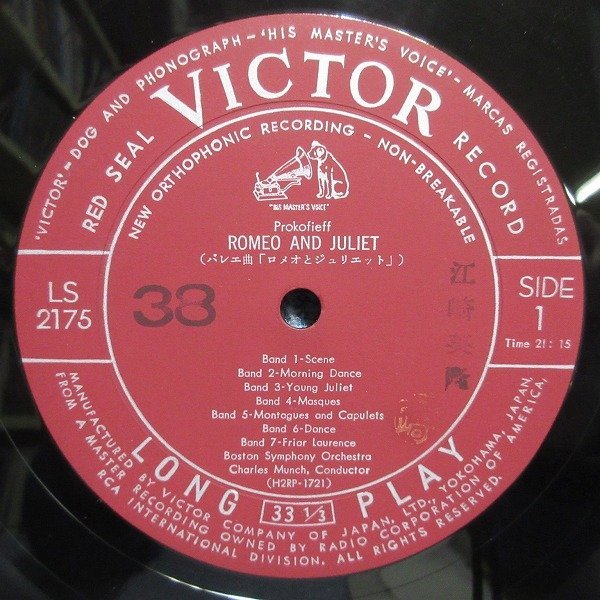 'VICTOR' – DOG AND PHONOGRAPH – 'HIS MASTER'S VOICE' – MARCAS REGISTRADAS
RED SEAL VICTOR RECORD
NEW ORTHOPHONIC RECORDING – NON-BREAKABLE
"HIS MASTER'S VOICE"
Prokofieff
ROMEO AND JULIET
(バレエ曲「ロメオとジュリエット」)
LS
2175
38
SIDE
1
Time 21: 15
江崎英
Band 1-Scene
Band 2-Morning Dance
Band 3-Young Juliet
Band 4-Masques
Band 5-Montagues and Capulets
Band 6-Dance
Band 7-Friar Laurence
Boston Symphony Orchestra
Charles Munch, Conductor
(H2RP-1721)
LONG 33 1/3 PLAY
MANUFACTURED BY VICTOR COMPANY OF JAPAN, LTD., YOKOHAMA, JAPAN,
FROM A MASTER RECORDING OWNED BY RADIO CORPORATION OF AMERICA,
RCA INTERNATIONAL DIVISION. ALL RIGHTS RESERVED.